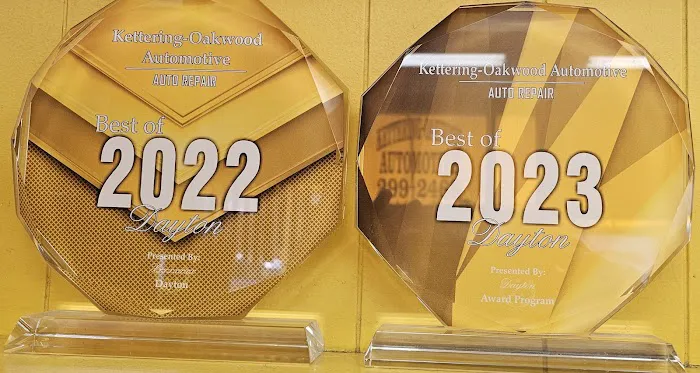 Kettering-Oakwood
Automotive
AUTO REPAIR
Best of
2022
Dayton
Presented By:
Dayton
Kettering-Oakwood Automotive
AUTO REPAIR
Best of
2023
Dayton
Presented By:
Dayton
Award Program